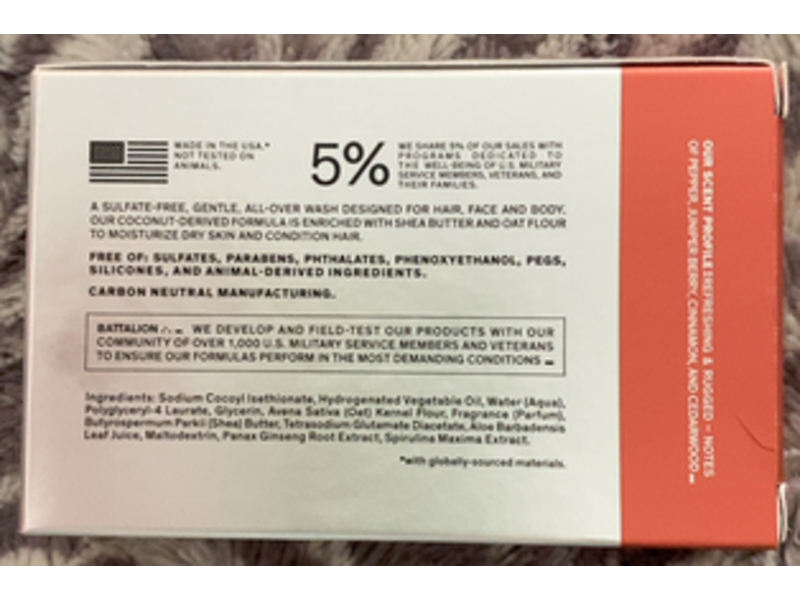 MADE IN THE USA.*
NOT TESTED ON
ANIMALS.
5%
WE SHARE 5% OF OUR SALES WITH
PROGRAMS DEDICATED TO
THE WELL-BEING OF U.S. MILITARY
SERVICE MEMBERS, VETERANS, AND
THEIR FAMILIES.
A SULFATE-FREE, GENTLE, ALL-OVER WASH DESIGNED FOR HAIR, FACE AND BODY.
OUR COCONUT-DERIVED FORMULA IS ENRICHED WITH SHEA BUTTER AND OAT FLOUR
TO MOISTURIZE DRY SKIN AND CONDITION HAIR.
FREE OF: SULFATES, PARABENS, PHTHALATES, PHENOXYETHANOL, PEGS,
SILICONES, AND ANIMAL-DERIVED INGREDIENTS.
CARBON NEUTRAL MANUFACTURING.
BATTALION WE DEVELOP AND FIELD-TEST OUR PRODUCTS WITH OUR
COMMUNITY OF OVER 1,000 U.S. MILITARY SERVICE MEMBERS AND VETERANS
TO ENSURE OUR FORMULAS PERFORM IN THE MOST DEMANDING CONDITIONS
Ingredients: Sodium Cocoyl Isethionate, Hydrogenated Vegetable Oil, Water (Aqua),
Polyglyceryl-4 Laurate, Glycerin, Avena Sativa (Oat) Kernel Flour, Fragrance (Parfum),
Butyrospermum Parkii (Shea) Butter, Tetrasodium Glutamate Diacetate, Aloe Barbadensis
Leaf Juice, Maltodextrin, Panax Ginseng Root Extract, Spirulina Maxima Extract.
*with globally-sourced materials.
OUR SCENT PROFILE: REFRESHING & RUGGED – NOTES
OF PEPPER, JUNIPER BERRY, CINNAMON, AND CEDARWOOD